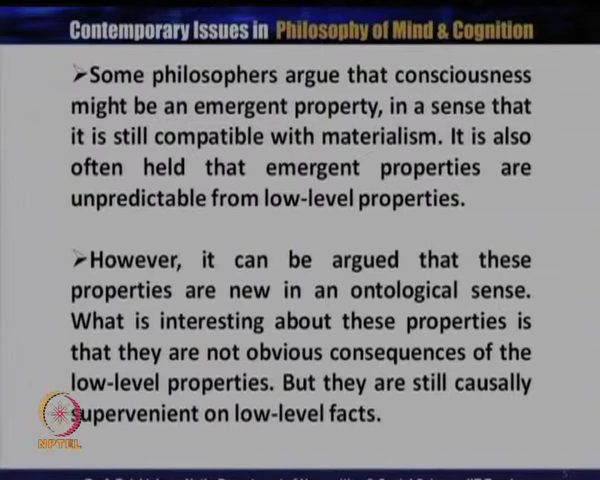 Contemporary Issues in Philosophy of Mind & Cognition
➢Some philosophers argue that consciousness
might be an emergent property, in a sense that
it is still compatible with materialism. It is also
often held that emergent properties are
unpredictable from low-level properties.
➢However, it can be argued that these
properties are new in an ontological sense.
What is interesting about these properties is
that they are not obvious consequences of the
low-level properties. But they are still causally
supervenient on low-level facts.
NPTEL
5